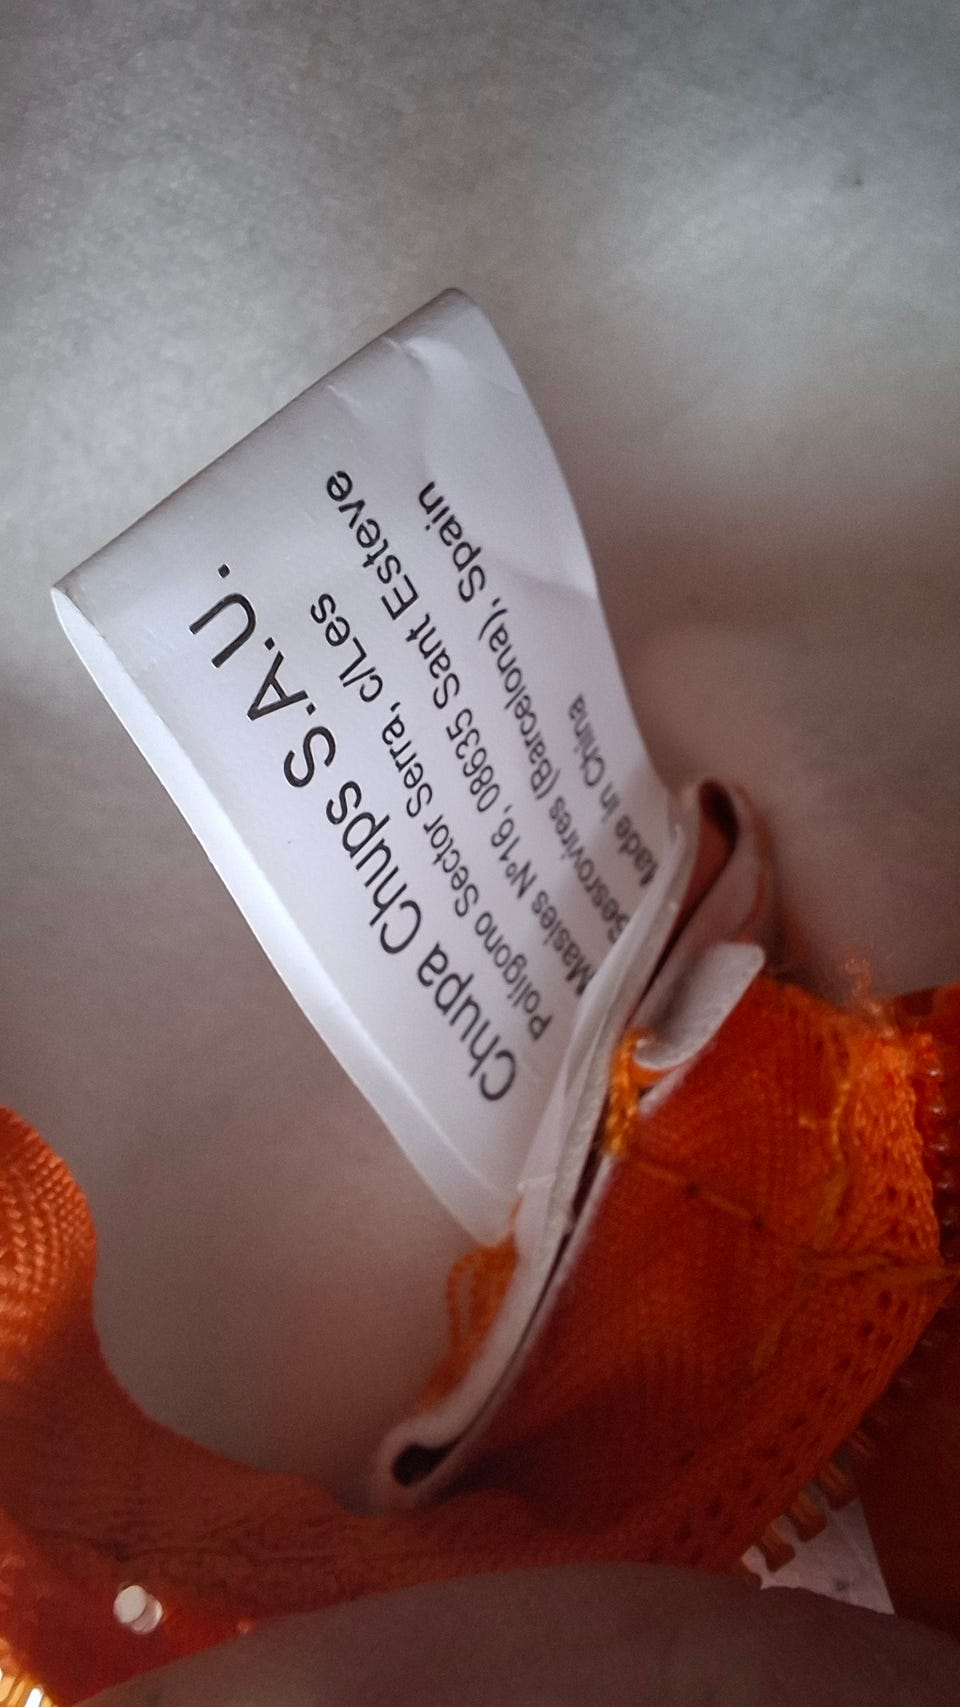 Chupa Chups S.A.U.
Polígono Sector Serra, c/Les
Masies Nº16, 08635 Sant Esteve
Sesrovires (Barcelona), Spain
Made in China